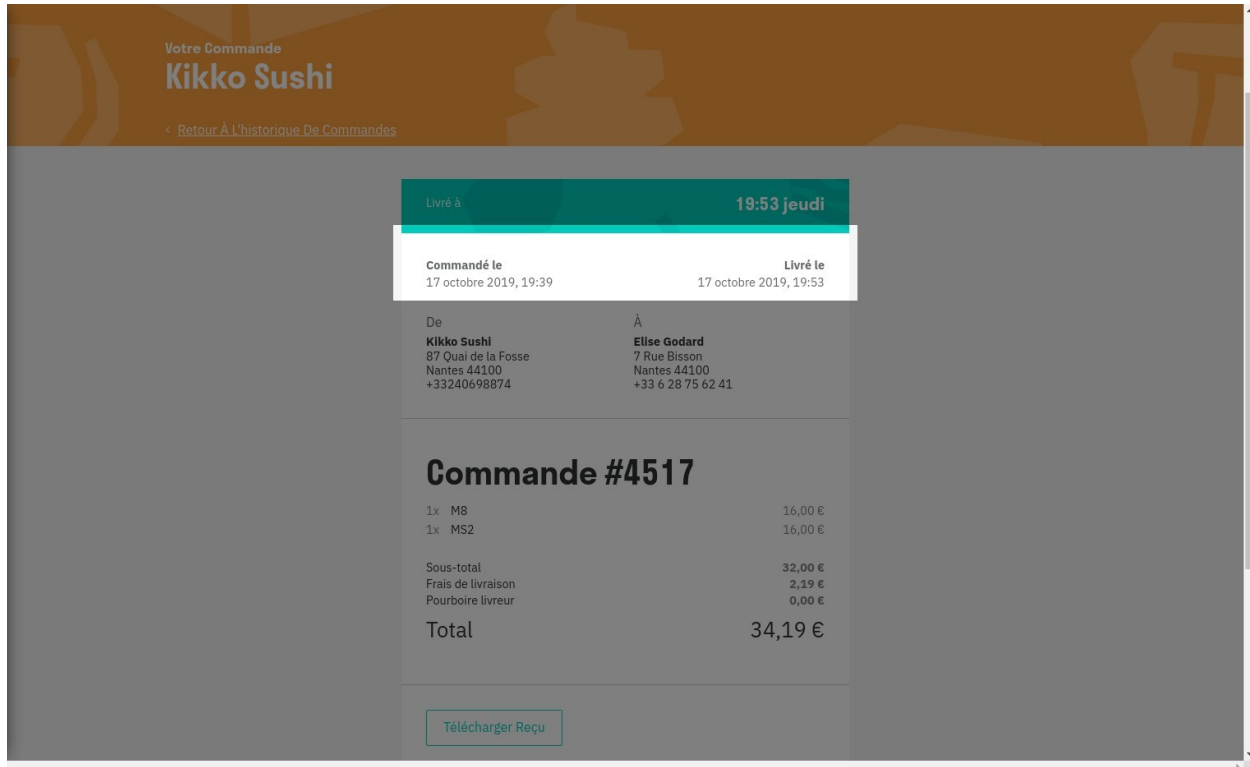 Votre Commande
Kikko Sushi
< Retour À L'historique De Commandes
Livré à 19:53 jeudi
Commandé le Livré le
17 octobre 2019, 19:39 17 octobre 2019, 19:53
De À
Kikko Sushi Elise Godard
87 Quai de la Fosse 7 Rue Bisson
Nantes 44100 Nantes 44100
+33240698874 +33 6 28 75 62 41
Commande #4517
1x M8 16,00 €
1x MS2 16,00 €
Sous-total 32,00 €
Frais de livraison 2,19 €
Pourboire livreur 0,00 €
Total 34,19 €
Télécharger Reçu